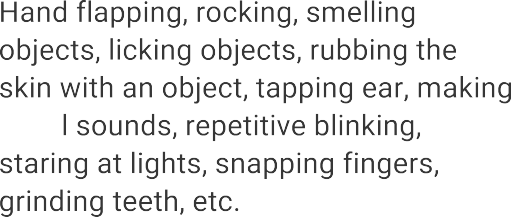 Hand flapping, rocking, smelling
objects, licking objects, rubbing the
skin with an object, tapping ear, making
l sounds, repetitive blinking,
staring at lights, snapping fingers,
grinding teeth, etc.